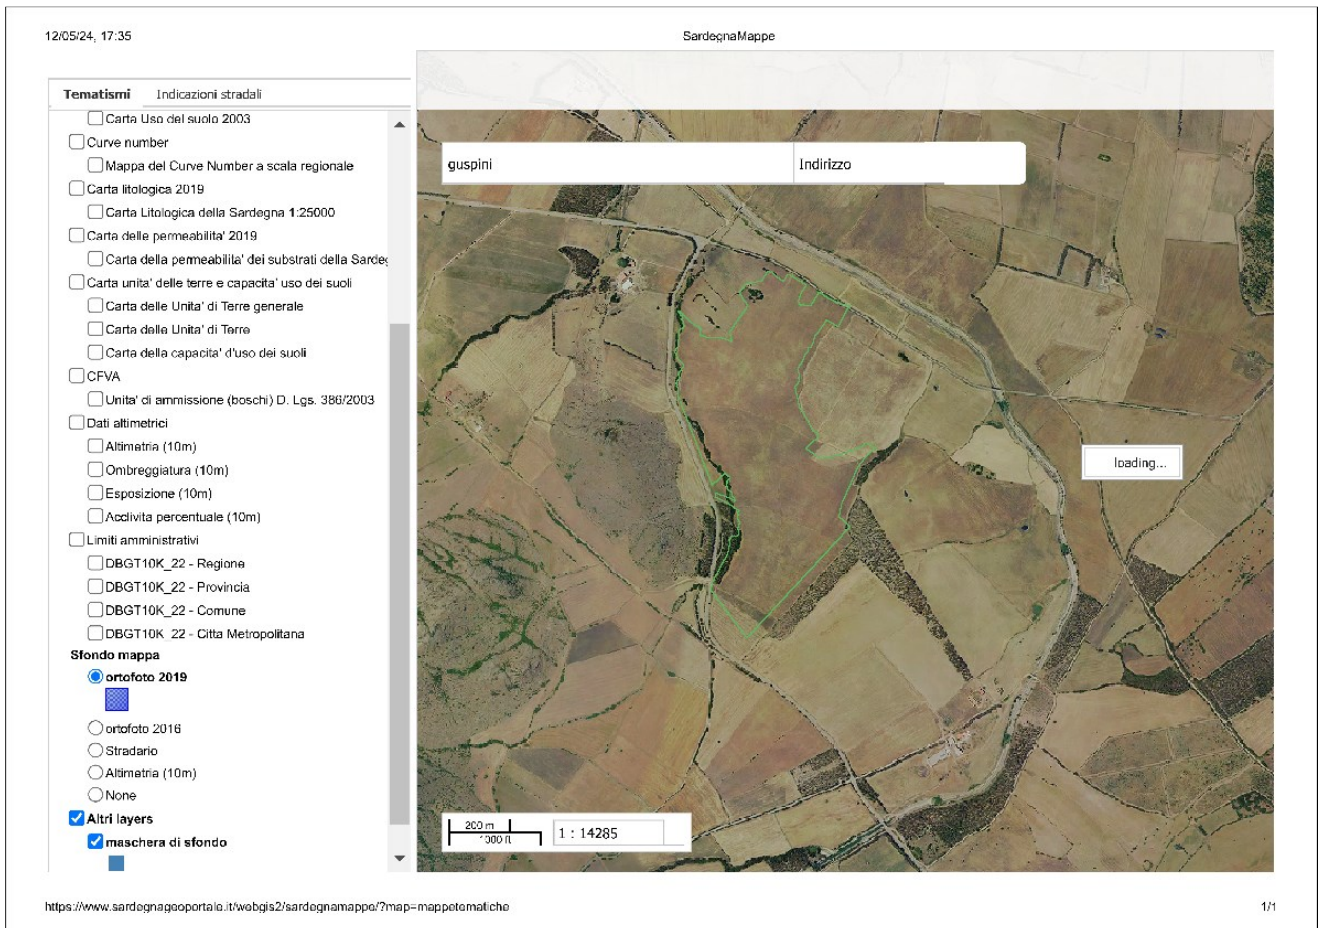 12/05/24, 17:35
SardegnaMappe
Tematismi
Indicazioni stradali
Carta Uso del suolo 2003
Curve number
Mappa del Curve Number a scala regionale
Carta litologica 2019
Carta Litologica della Sardegna 1:25000
Carta delle permeabilita' 2019
Carta della permeabilita' dei substrati della Sardeg
Carta unita' delle terre e capacita' uso dei suoli
Carta delle Unita' di Terre generale
Carta delle Unita' di Terre
Carta della capacita' d'uso dei suoli
CFVA
Unita' di ammissione (boschi) D. Lgs. 386/2003
Dati altimetrici
Altimetria (10m)
Ombreggiatura (10m)
Esposizione (10m)
Acclivita percentuale (10m)
Limiti amministrativi
DBGT10K_22 - Regione
DBGT10K_22 - Provincia
DBGT10K_22 - Comune
DBGT10K_22 - Citta Metropolitana
Sfondo mappa
ortofoto 2019
ortofoto 2016
Stradario
Altimetria (10m)
None
Altri layers
maschera di sfondo
guspini
Indirizzo
loading...
200 m
1000 ft
1 : 14285
https://www.sardegnageoportale.it/webgis2/sardegnamappe/?map=mappetematiche
1/1